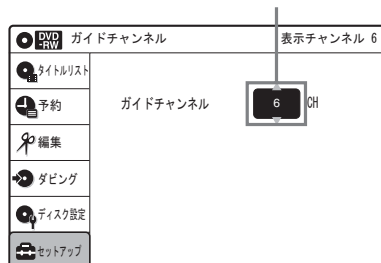 DVD -RW ガイドチャンネル 表示チャンネル 6
タイトルリスト
予約
ガイドチャンネル 6 CH
編集
ダビング
ディスク設定
セットアップ